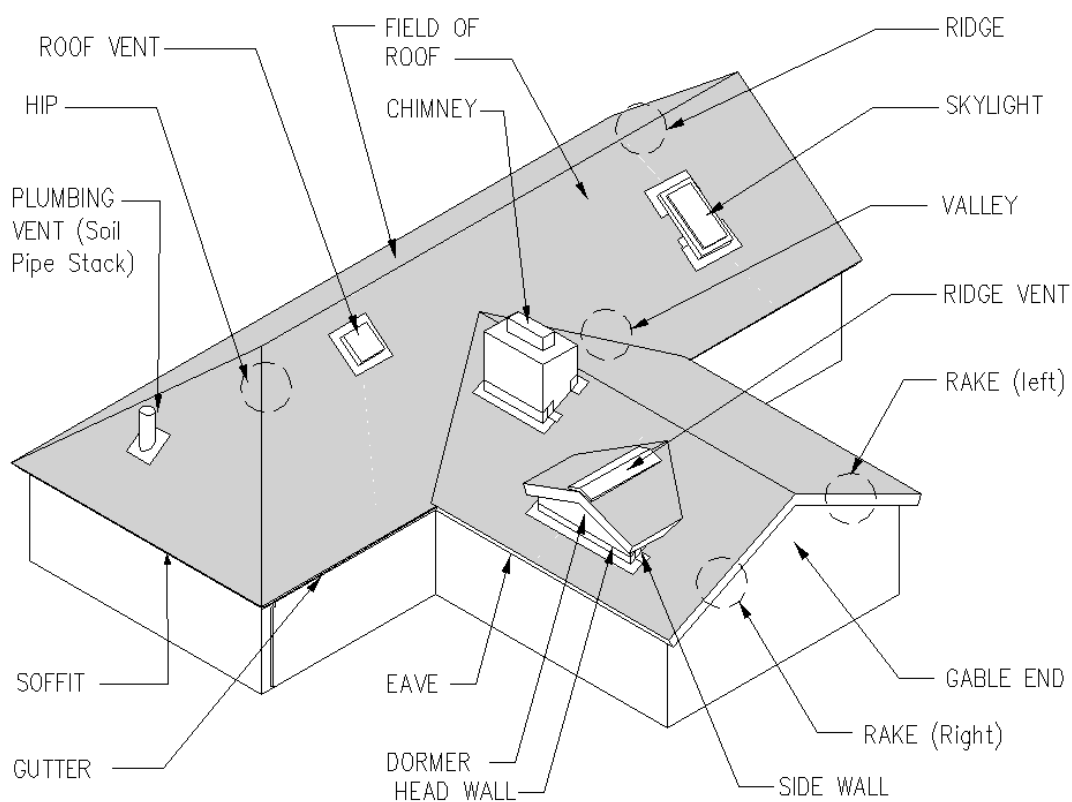 FIELD OF
ROOF
RIDGE
ROOF VENT
HIP
CHIMNEY
SKYLIGHT
PLUMBING
VENT (Soil
Pipe Stack)
VALLEY
RIDGE VENT
RAKE (left)
SOFFIT
EAVE
GABLE END
RAKE (Right)
GUTTER
DORMER
HEAD WALL
SIDE WALL